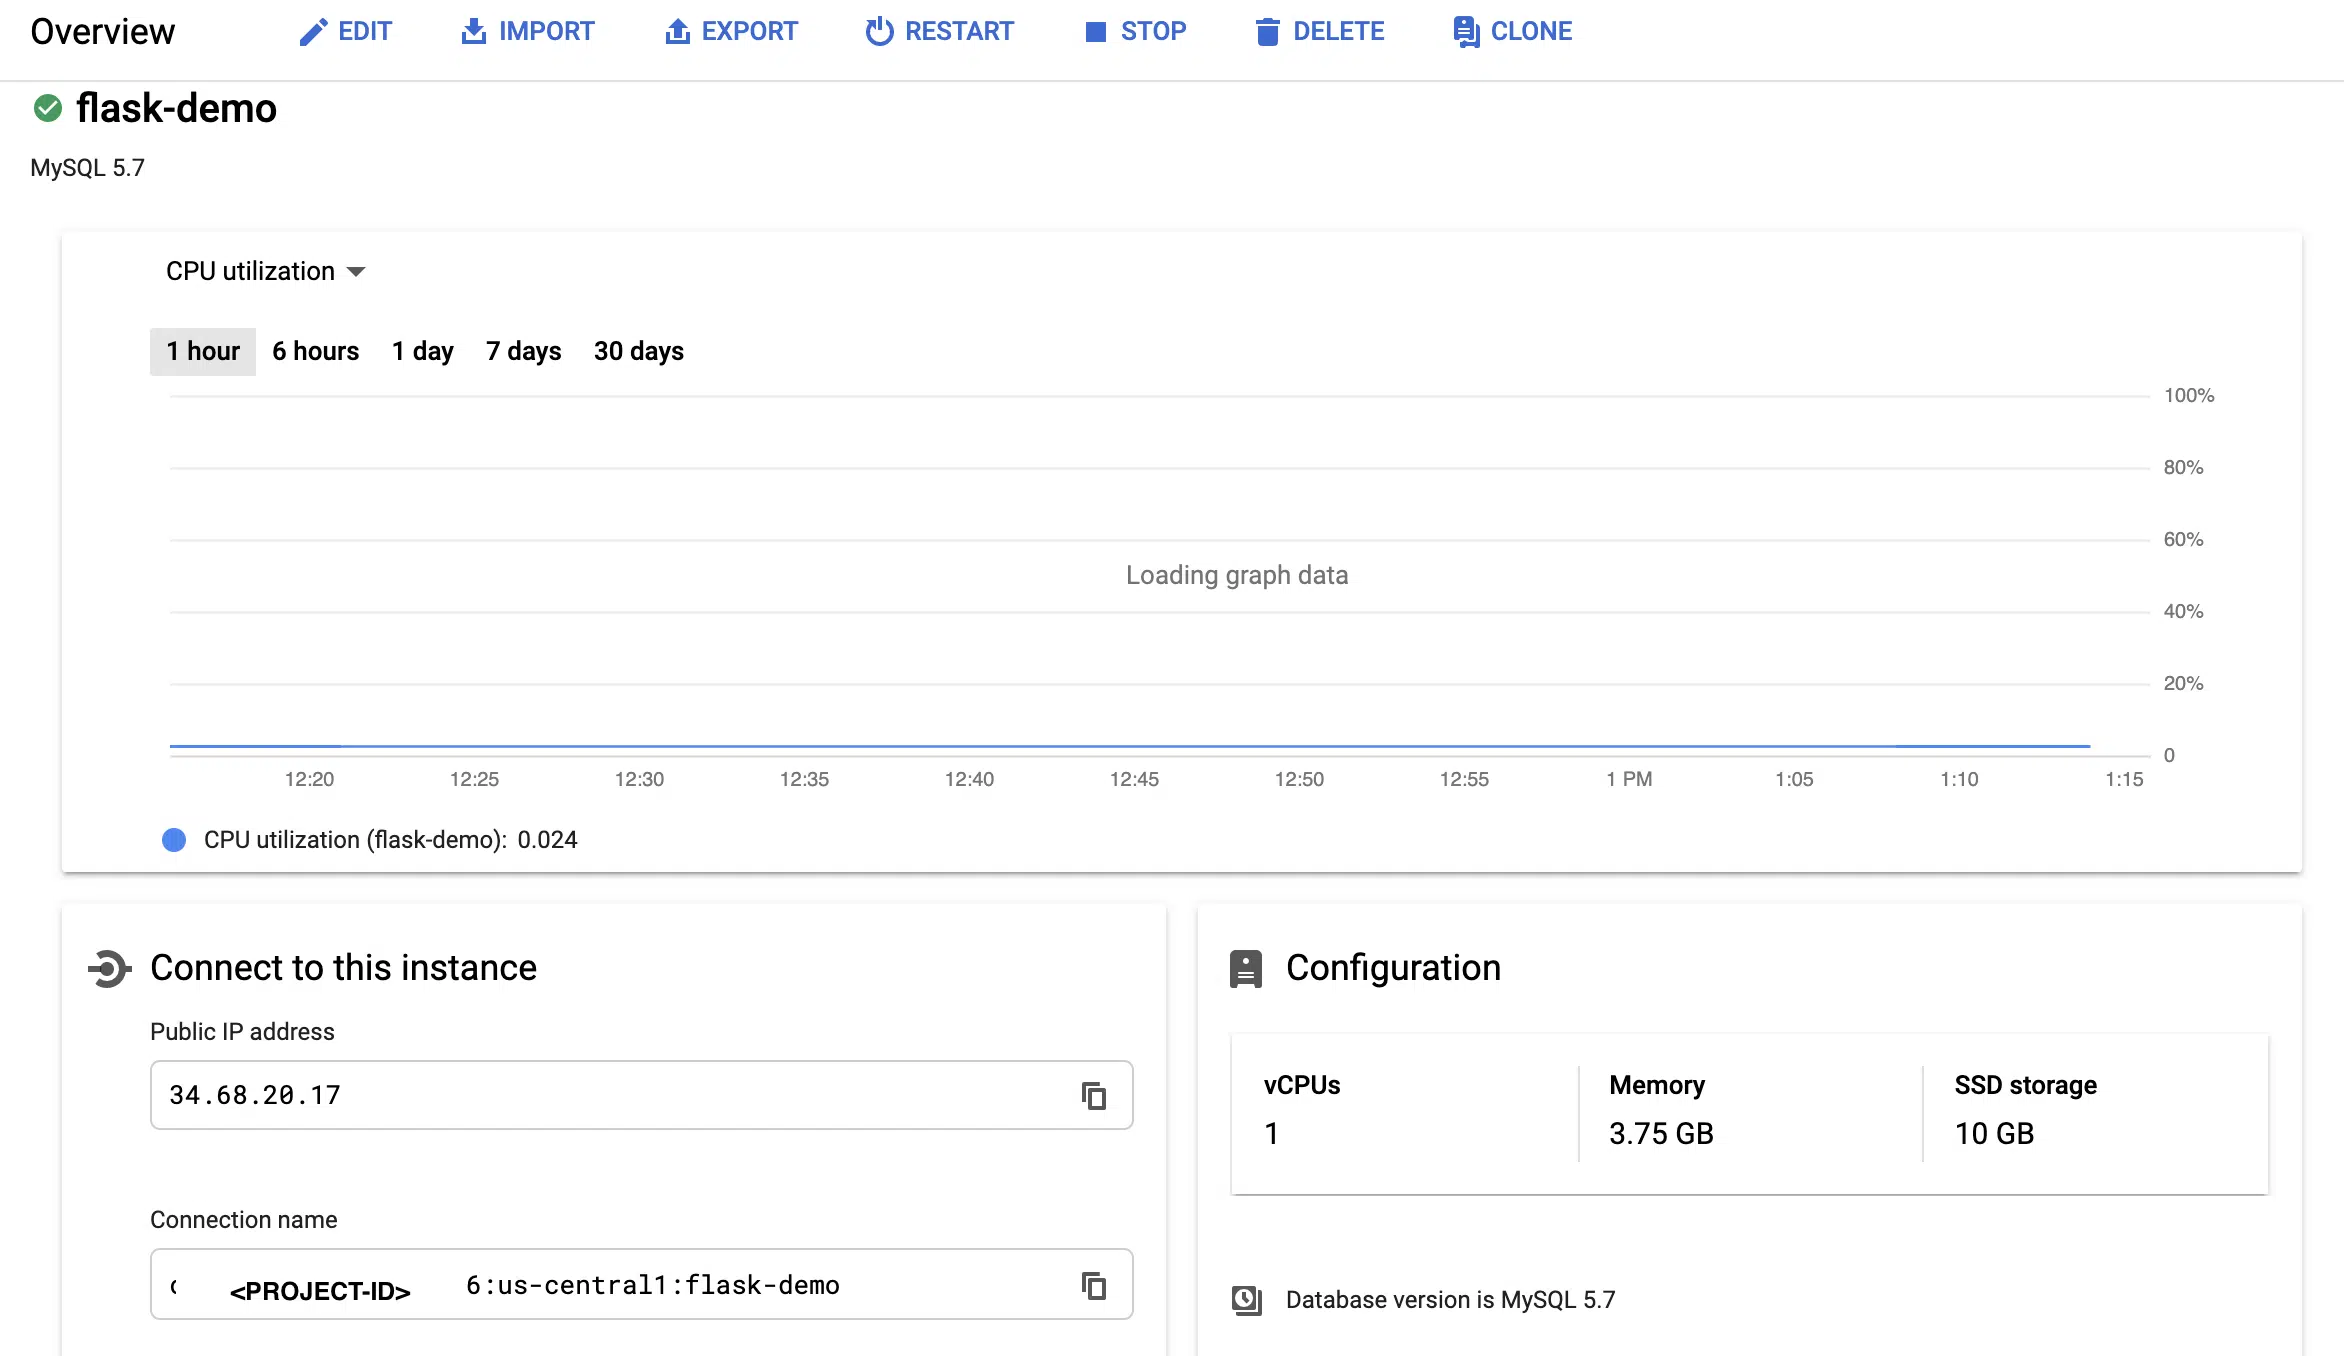 Overview EDIT IMPORT EXPORT RESTART STOP DELETE CLONE
flask-demo
MySQL 5.7
CPU utilization
1 hour 6 hours 1 day 7 days 30 days
100%
80%
60%
Loading graph data
40%
20%
0
12:20 12:25 12:30 12:35 12:40 12:45 12:50 12:55 1 PM 1:05 1:10 1:15
CPU utilization (flask-demo): 0.024
Connect to this instance
Public IP address
34.68.20.17
Connection name
<PROJECT-ID> 6:us-central1:flask-demo
Configuration
vCPUs Memory SSD storage
1 3.75 GB 10 GB
Database version is MySQL 5.7